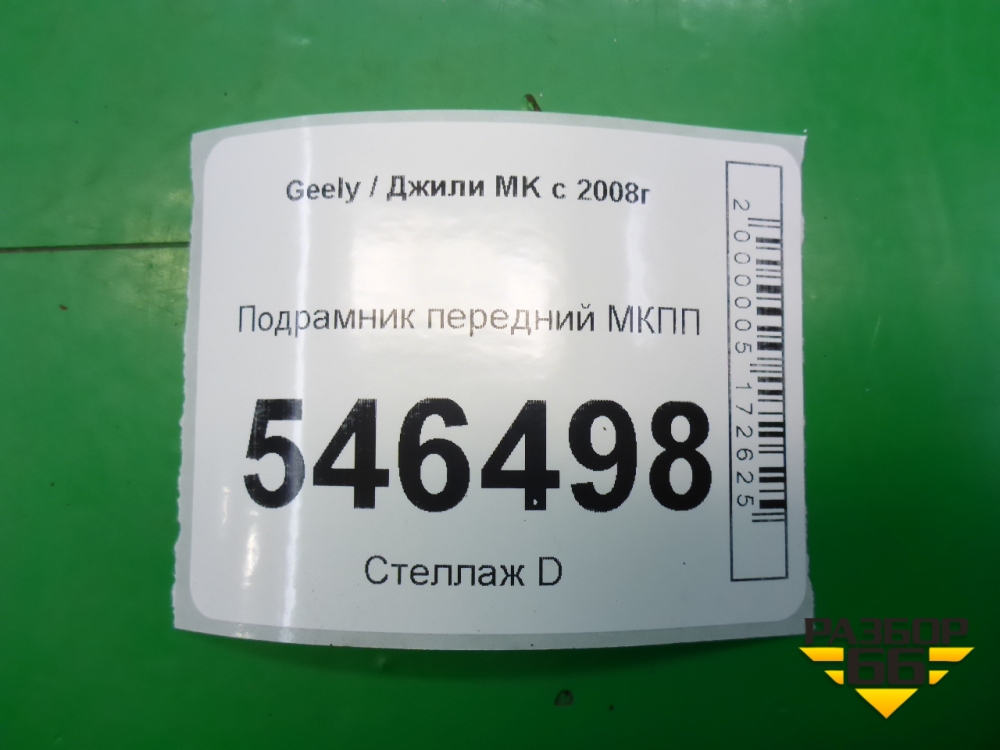 Geely / Джили МК с 2008г
Подрамник передний МКПП
546498
Стеллаж D
2000005172625
РАЗБОР
66